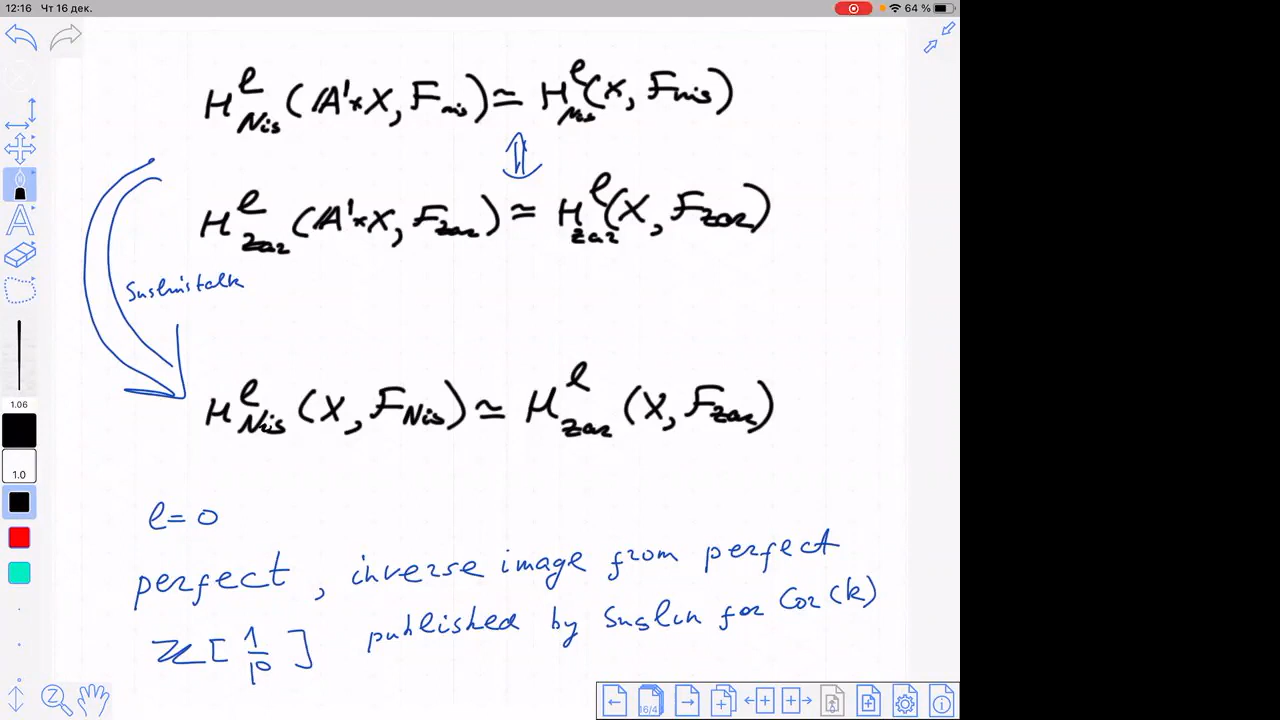 12:16 Чт 16 дек. 64 %
H^l_Nis (A¹×X, F_nis) ≃ H^l_Nis (X, F_nis)
H^l_Zar (A¹×X, F_Zar) ≃ H^l_zar (X, F_Zar)
Suslin's talk
H^l_Nis (X, F_Nis) ≃ H^l_zar (X, F_zar)
1.06
1.0
l = 0
perfect, inverse image from perfect
Z[1/p] published by Suslin for Cor(k)
16/4